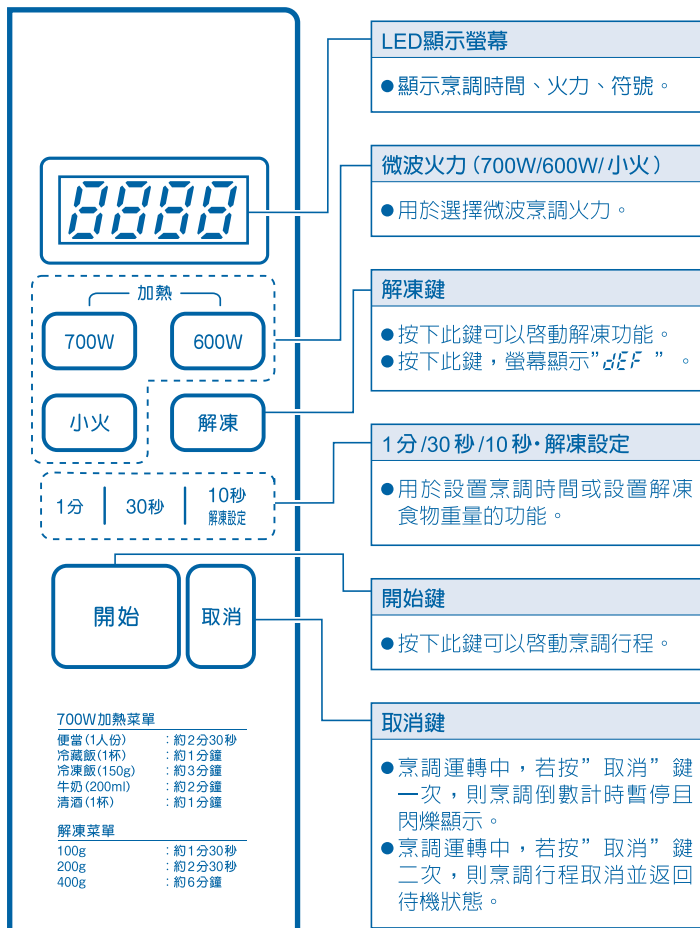 8888
加熱
700W
600W
小火
解凍
1分
30秒
10秒
解凍設定
開始
取消
700W加熱菜單
便當(1人份) :約2分30秒
冷藏飯(1杯) :約1分鐘
冷凍飯(150g) :約3分鐘
牛奶(200ml) :約2分鐘
清酒(1杯) :約1分鐘
解凍菜單
100g :約1分30秒
200g :約2分30秒
400g :約6分鐘
LED顯示螢幕
●顯示烹調時間、火力、符號。
微波火力(700W/600W/小火)
●用於選擇微波烹調火力。
解凍鍵
●按下此鍵可以啓動解凍功能。
●按下此鍵,螢幕顯示”dEF ” 。
1分/30秒/10秒·解凍設定
●用於設置烹調時間或設置解凍
食物重量的功能。
開始鍵
●按下此鍵可以啓動烹調行程。
取消鍵
●烹調運轉中,若按”取消”鍵
一次,則烹調倒數計時暫停且
閃爍顯示。
●烹調運轉中,若按”取消”鍵
二次,則烹調行程取消並返回
待機狀態。